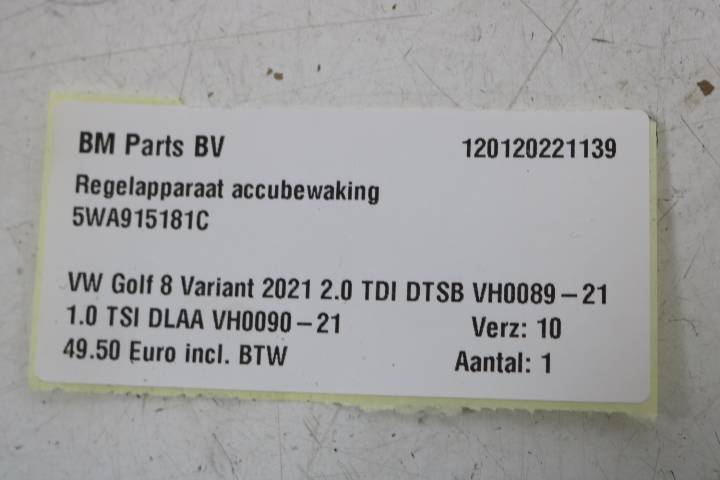 BM Parts BV 120120221139
Regelapparaat accubewaking
5WA915181C
VW Golf 8 Variant 2021 2.0 TDI DTSB VH0089-21
1.0 TSI DLAA VH0090-21 Verz: 10
49.50 Euro incl. BTW Aantal: 1